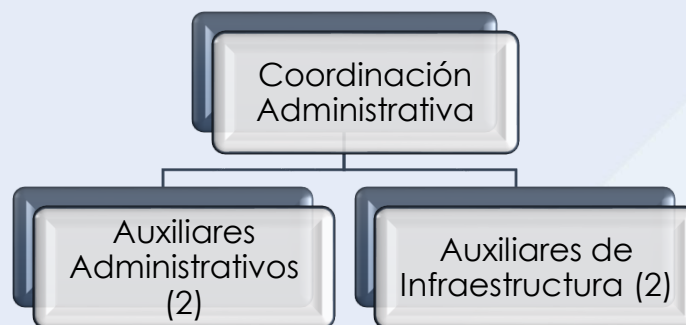 Coordinación
Administrativa
Auxiliares
Administrativos
(2)
Auxiliares de
Infraestructura (2)